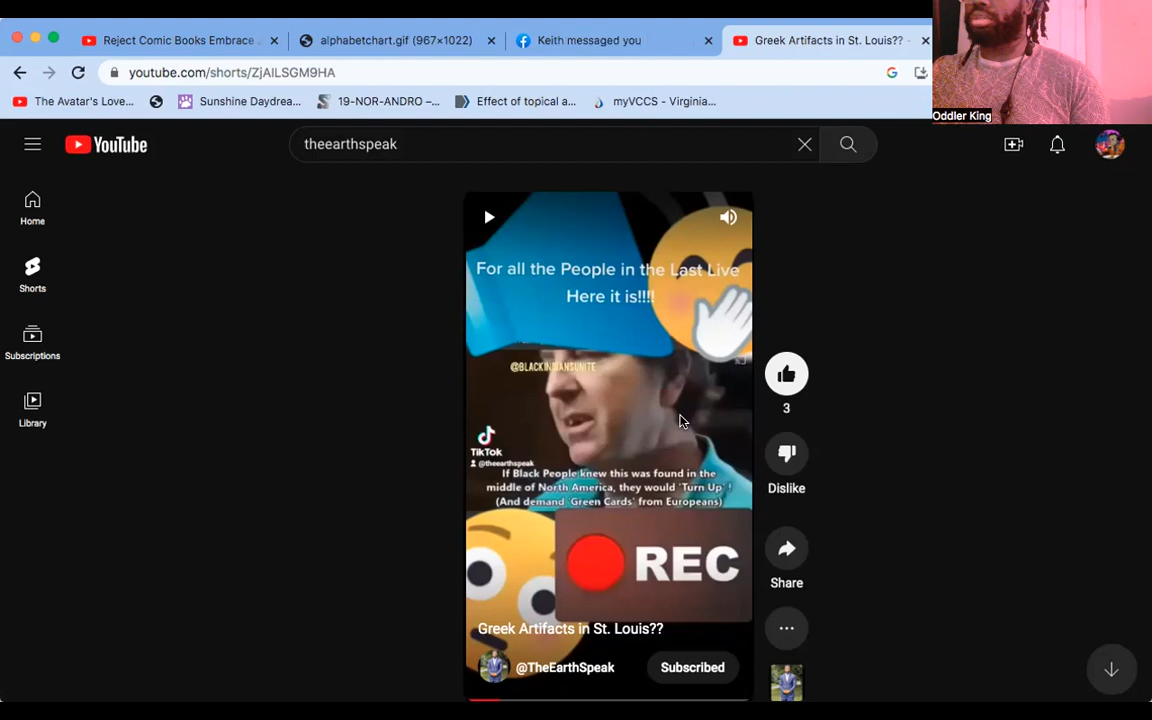 Reject Comic Books Embrace
alphabetchart.gif (967×1022)
Keith messaged you
Greek Artifacts in St. Louis??
youtube.com/shorts/ZjAILSGM9HA
G
The Avatar's Love...
Sunshine Daydrea...
19-NOR-ANDRO –...
Effect of topical a...
myVCCS - Virginia...
Oddler King
YouTube
theearthspeak
Home
Shorts
Subscriptions
Library
For all the People in the Last Live
Here it is!!!!
@BLACKINDIANSUNITE
TikTok
@theearthspeak
If Black People knew this was found in the
middle of North America, they would 'Turn Up' !
(And demand 'Green Cards' from Europeans)
REC
Greek Artifacts in St. Louis??
@TheEarthSpeak
Subscribed
3
Dislike
Share